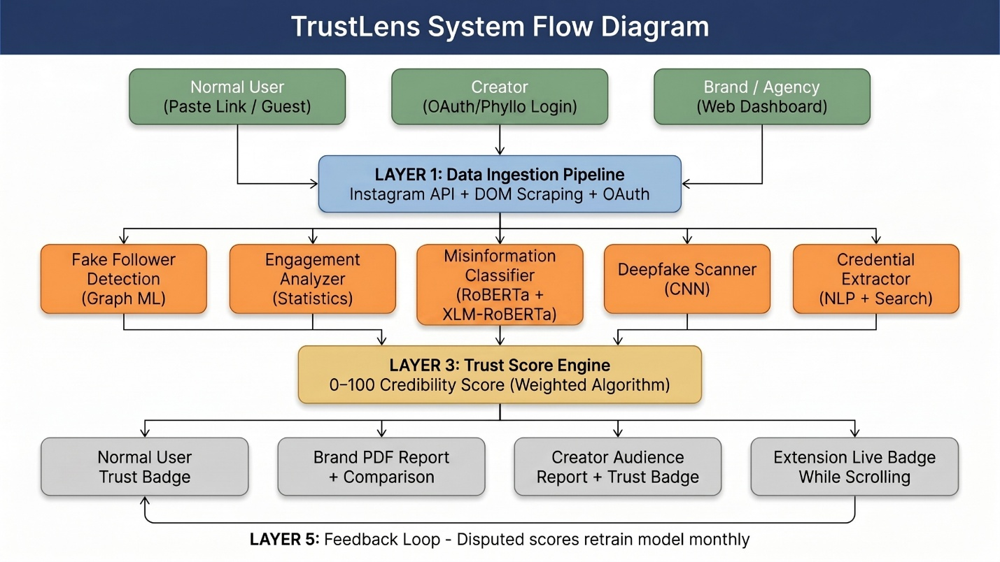 TrustLens System Flow Diagram
Normal User
(Paste Link / Guest)
Creator
(OAuth/Phyllo Login)
Brand / Agency
(Web Dashboard)
LAYER 1: Data Ingestion Pipeline
Instagram API + DOM Scraping + OAuth
Fake Follower
Detection
(Graph ML)
Engagement
Analyzer
(Statistics)
Misinformation
Classifier
(RoBERTa +
XLM-RoBERTa)
Deepfake Scanner
(CNN)
Credential
Extractor
(NLP + Search)
LAYER 3: Trust Score Engine
0–100 Credibility Score (Weighted Algorithm)
Normal User
Trust Badge
Brand PDF Report
+ Comparison
Creator Audience
Report + Trust Badge
Extension Live Badge
While Scrolling
LAYER 5: Feedback Loop - Disputed scores retrain model monthly